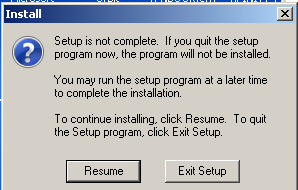 Install
Setup is not complete. If you quit the setup
program now, the program will not be installed.
You may run the setup program at a later time
to complete the installation.
To continue installing, click Resume. To quit
the Setup program, click Exit Setup.
Resume
Exit Setup